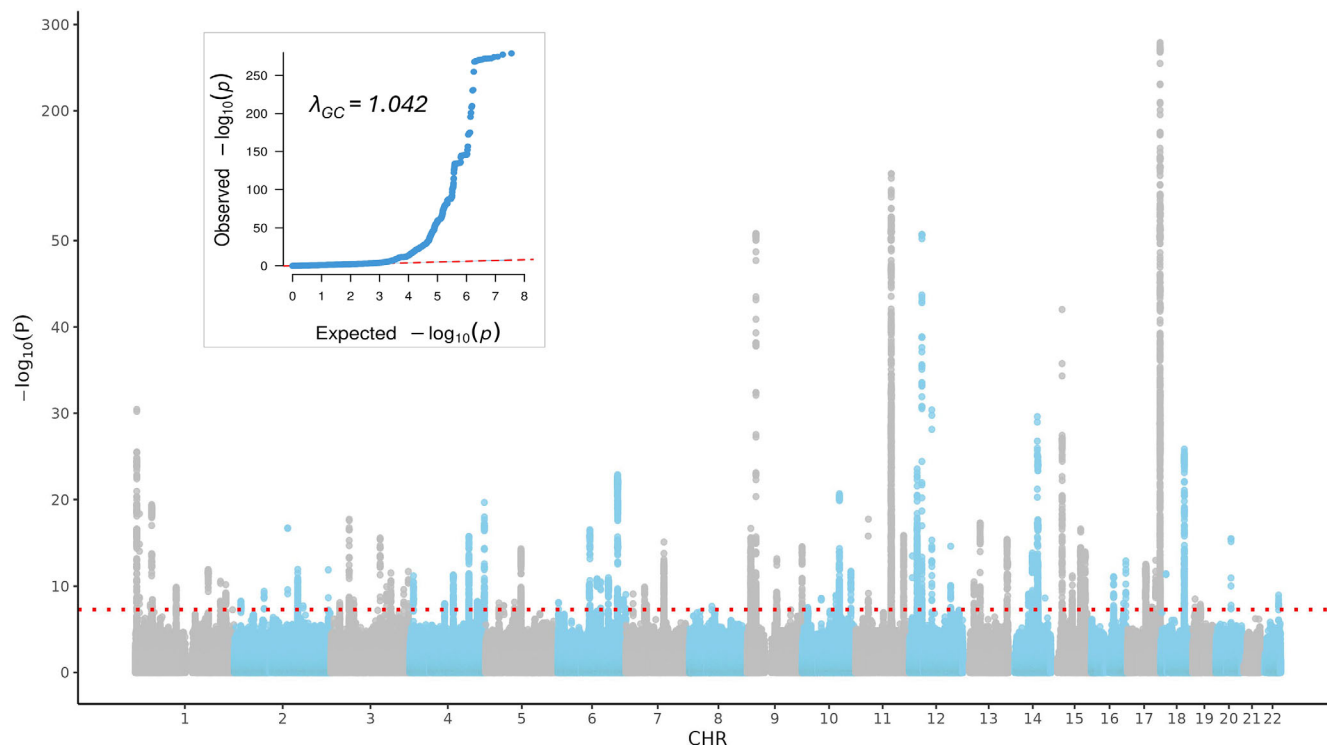 300
200
50
40
30
20
10
0
−log10(P)
250
200
150
100
50
0
Observed −log10(p)
λGC = 1.042
0 1 2 3 4 5 6 7 8
Expected −log10(p)
1 2 3 4 5 6 7 8 9 10 11 12 13 14 15 16 17 18 19 20 21 22
CHR